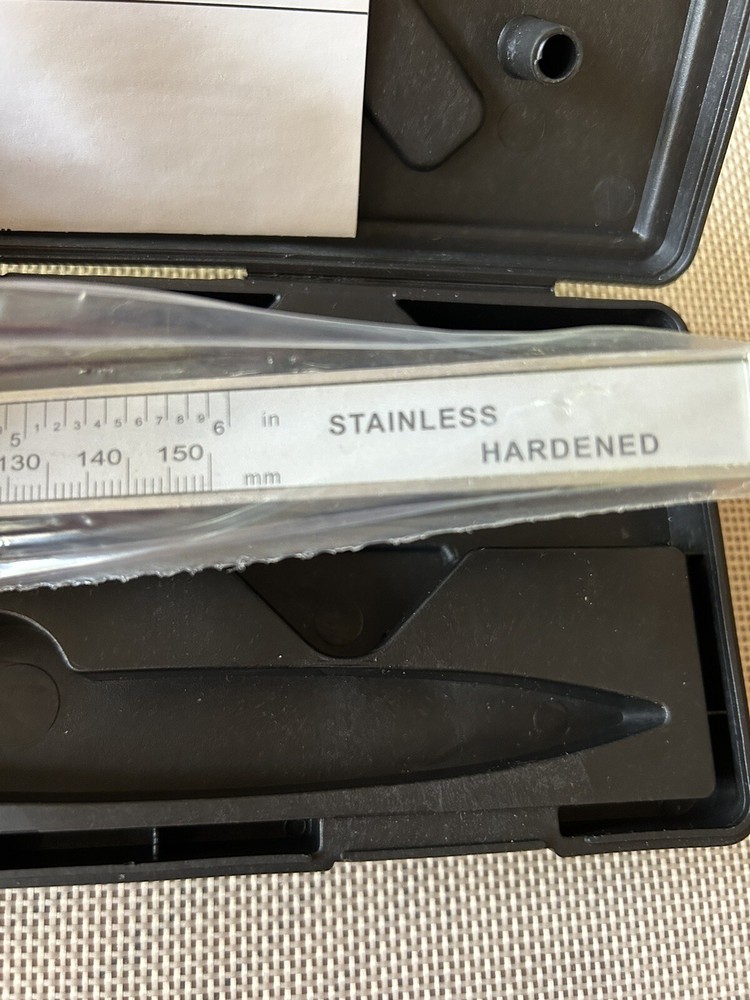 5 1 2 3 4 5 6 7 8 9 6 in
130 140 150 mm
STAINLESS
HARDENED